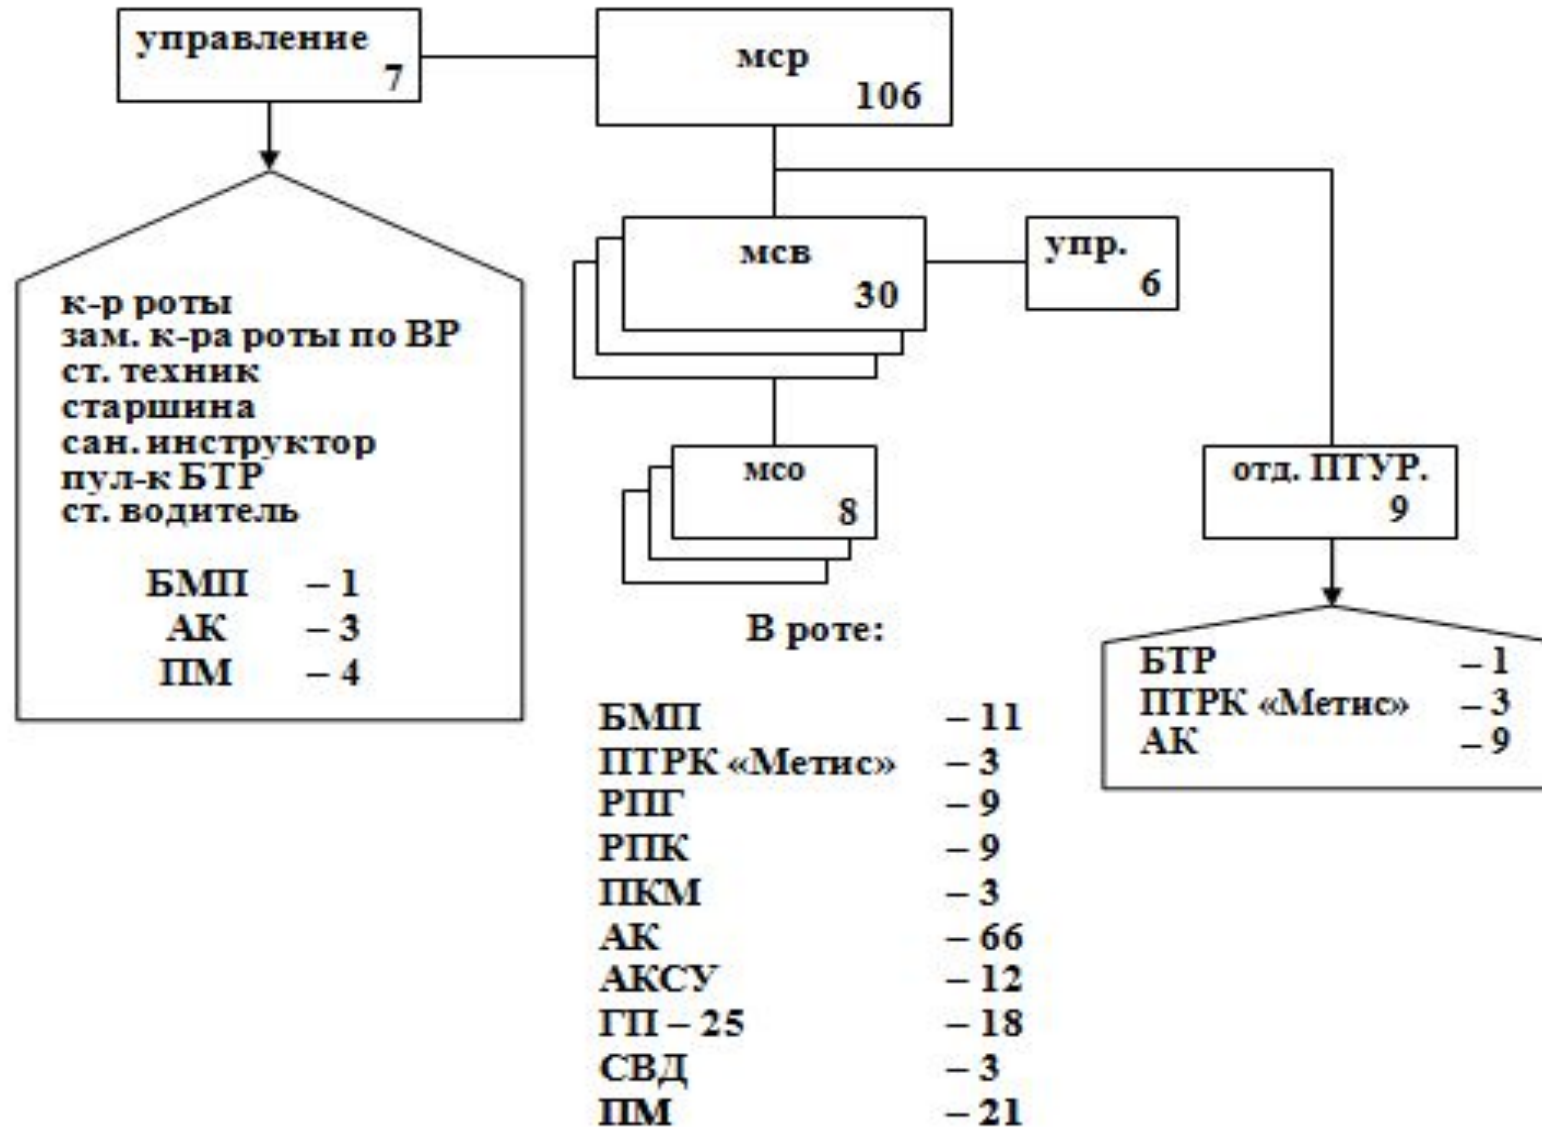 управление
7
мср
106
мсв
30
упр.
6
к-р роты
зам. к-ра роты по ВР
ст. техник
старшина
сан. инструктор
пул-к БТР
ст. водитель
БМП – 1
АК – 3
ПМ – 4
мсо
8
отд. ПТУР.
9
БТР – 1
ПТРК «Метис» – 3
АК – 9
В роте:
БМП – 11
ПТРК «Метис» – 3
РПГ – 9
РПК – 9
ПКМ – 3
АК – 66
АКСУ – 12
ГП – 25 – 18
СВД – 3
ПМ – 21